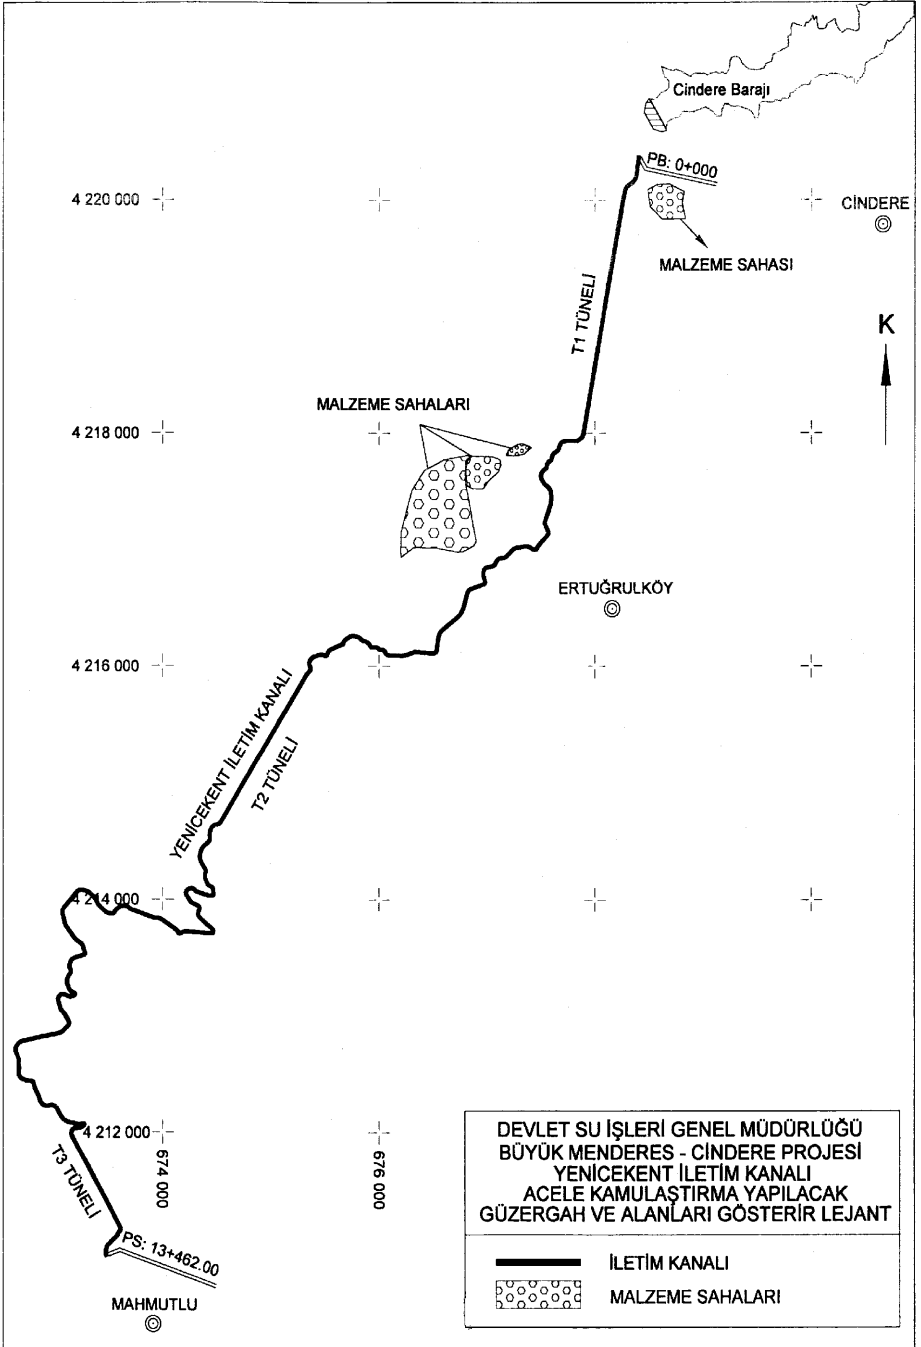 Cindere Barajı
PB: 0+000
4 220 000
CİNDERE
MALZEME SAHASI
T1 TÜNELİ
K
MALZEME SAHALARI
4 218 000
ERTUĞRULKÖY
4 216 000
YENİCEKENT İLETİM KANALI
T2 TÜNELİ
4 214 000
4 212 000
674 000
676 000
T3 TÜNELİ
PS: 13+462.00
MAHMUTLU
DEVLET SU İŞLERİ GENEL MÜDÜRLÜĞÜ
BÜYÜK MENDERES - CİNDERE PROJESİ
YENİCEKENT İLETİM KANALI
ACELE KAMULAŞTIRMA YAPILACAK
GÜZERGAH VE ALANLARI GÖSTERİR LEJANT
İLETİM KANALI
MALZEME SAHALARI